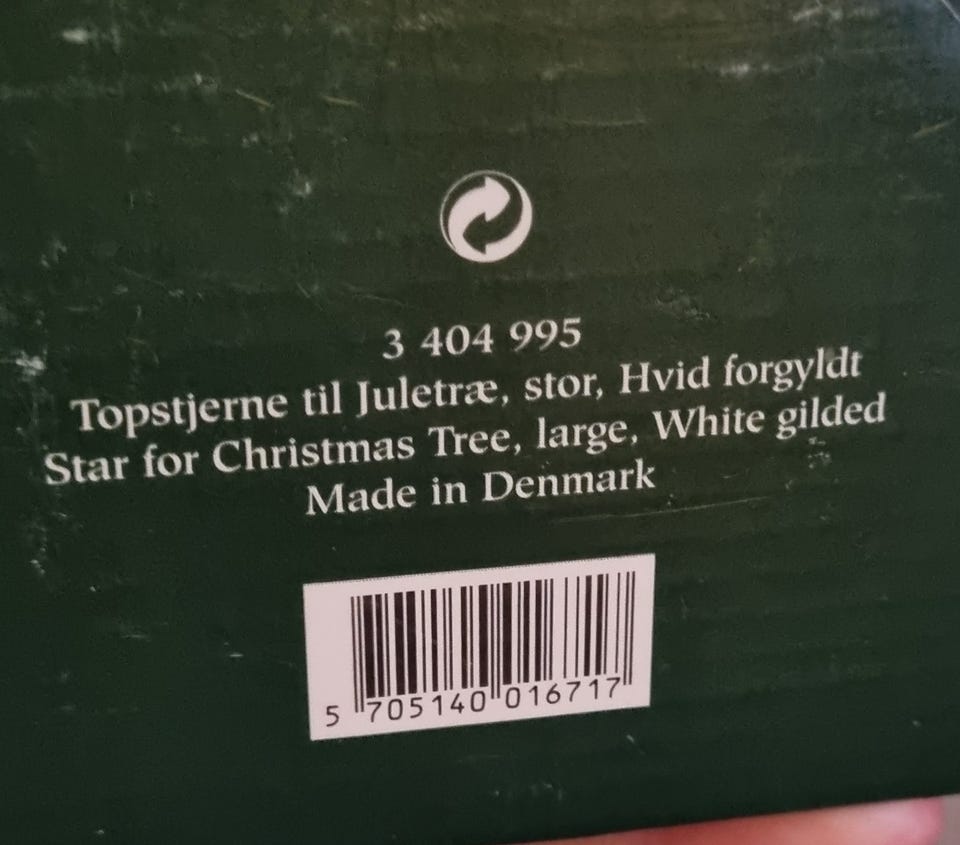 3 404 995
Topstjerne til Juletræ, stor, Hvid forgyldt
Star for Christmas Tree, large, White gilded
Made in Denmark
5 705140 016717